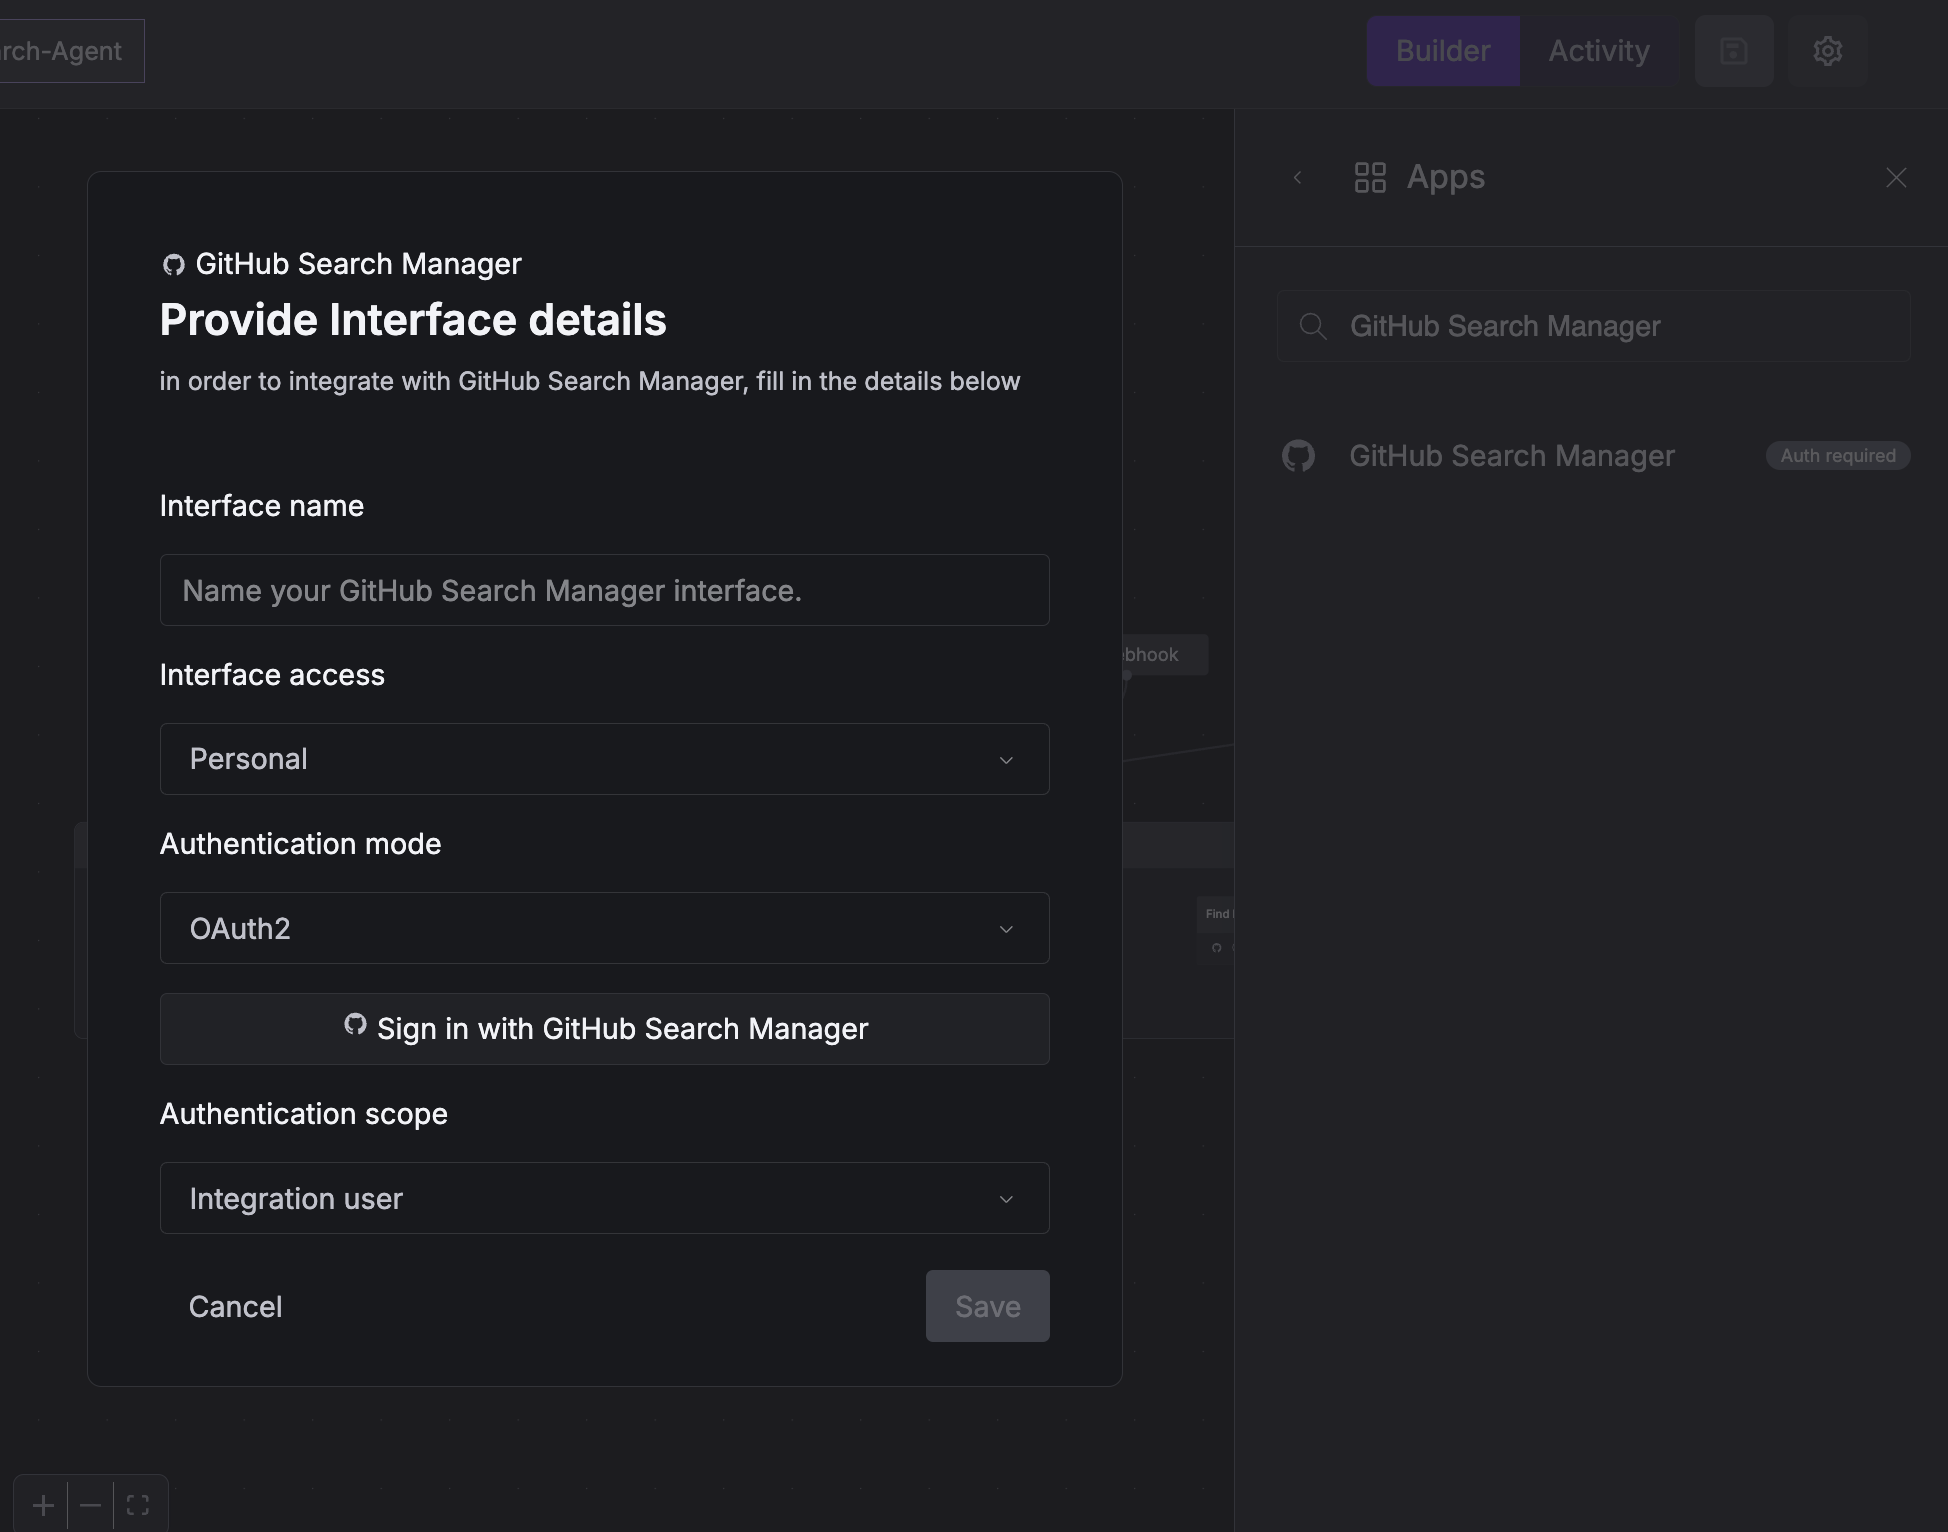 rch-Agent
Builder
Activity
Apps
GitHub Search Manager
GitHub Search Manager
Auth required
GitHub Search Manager
Provide Interface details
in order to integrate with GitHub Search Manager, fill in the details below
Interface name
Name your GitHub Search Manager interface.
Interface access
Personal
Authentication mode
OAuth2
Sign in with GitHub Search Manager
Authentication scope
Integration user
Cancel
Save
ebhook
Find